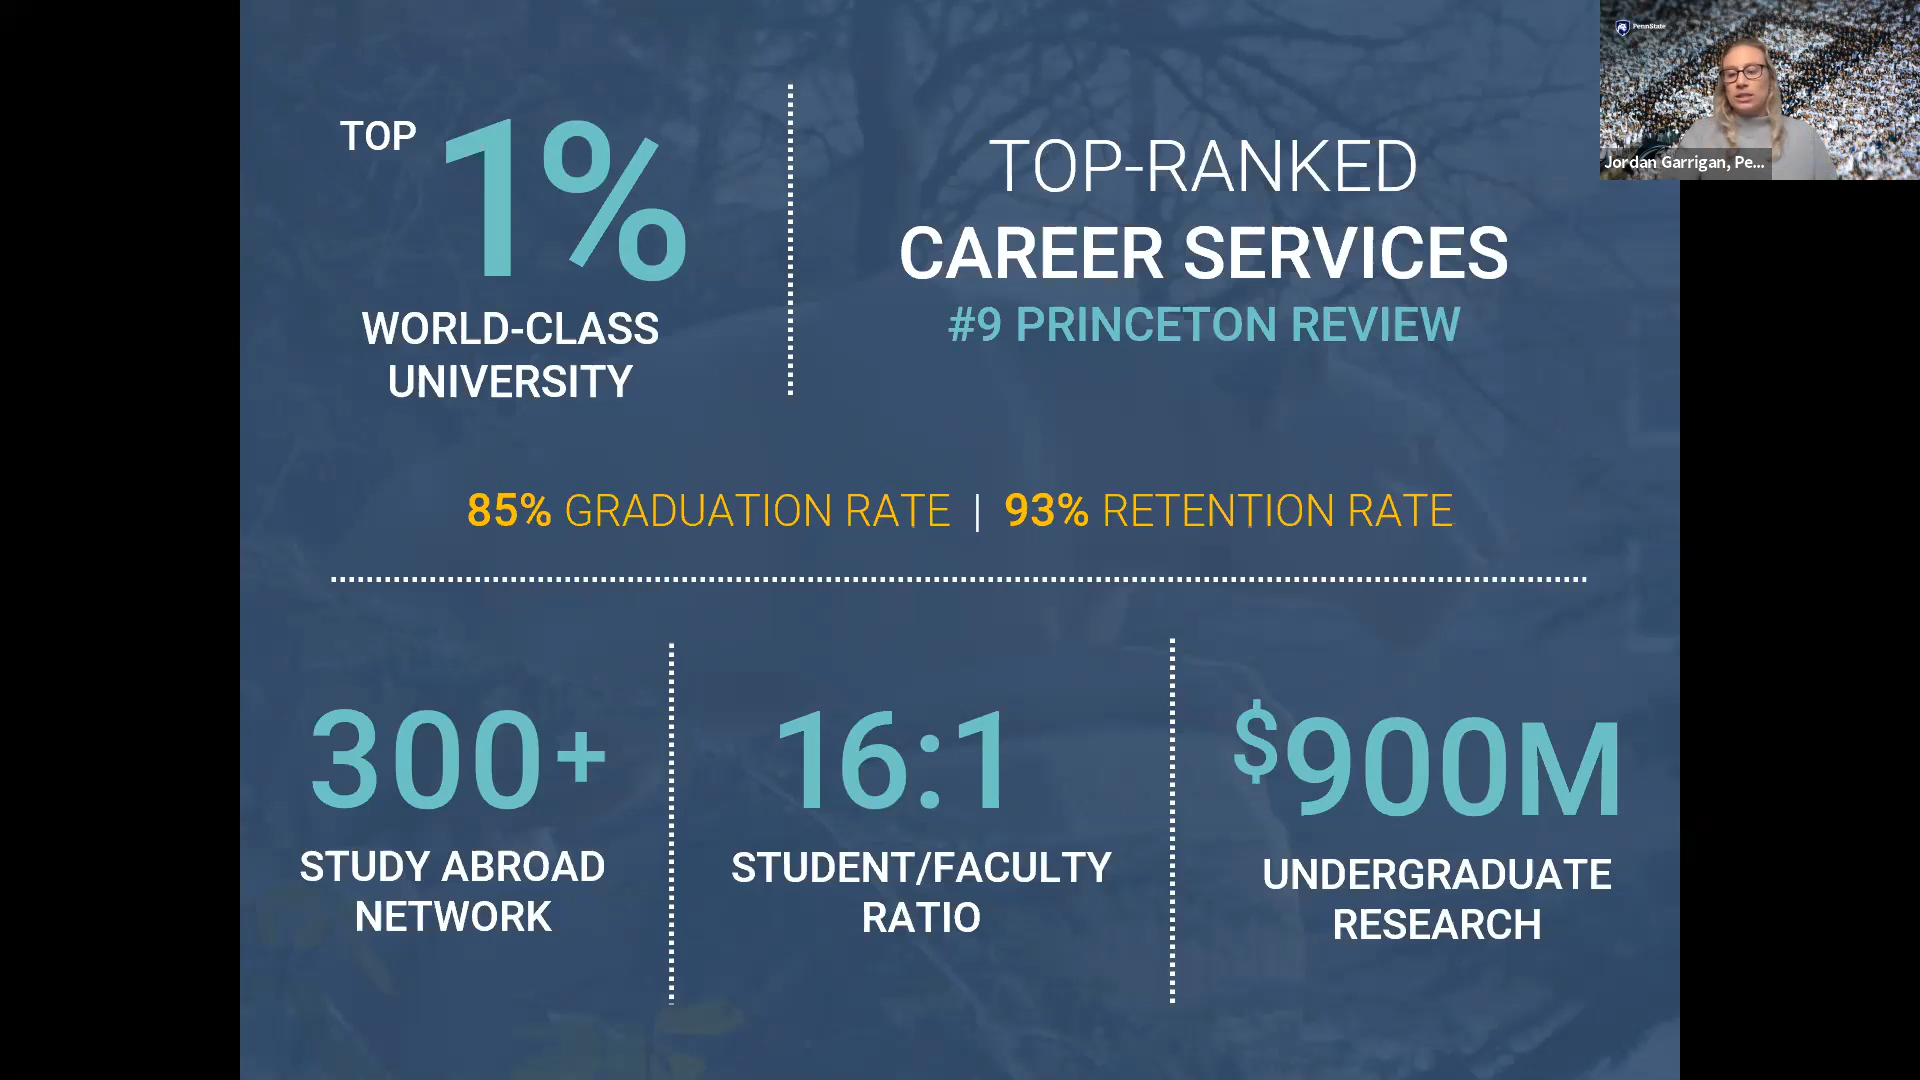 TOP 1%
WORLD-CLASS
UNIVERSITY
TOP-RANKED
CAREER SERVICES
#9 PRINCETON REVIEW
85% GRADUATION RATE | 93% RETENTION RATE
300+
STUDY ABROAD
NETWORK
16:1
STUDENT/FACULTY
RATIO
$900M
UNDERGRADUATE
RESEARCH
PennState
Jordan Garrigan, Pe...